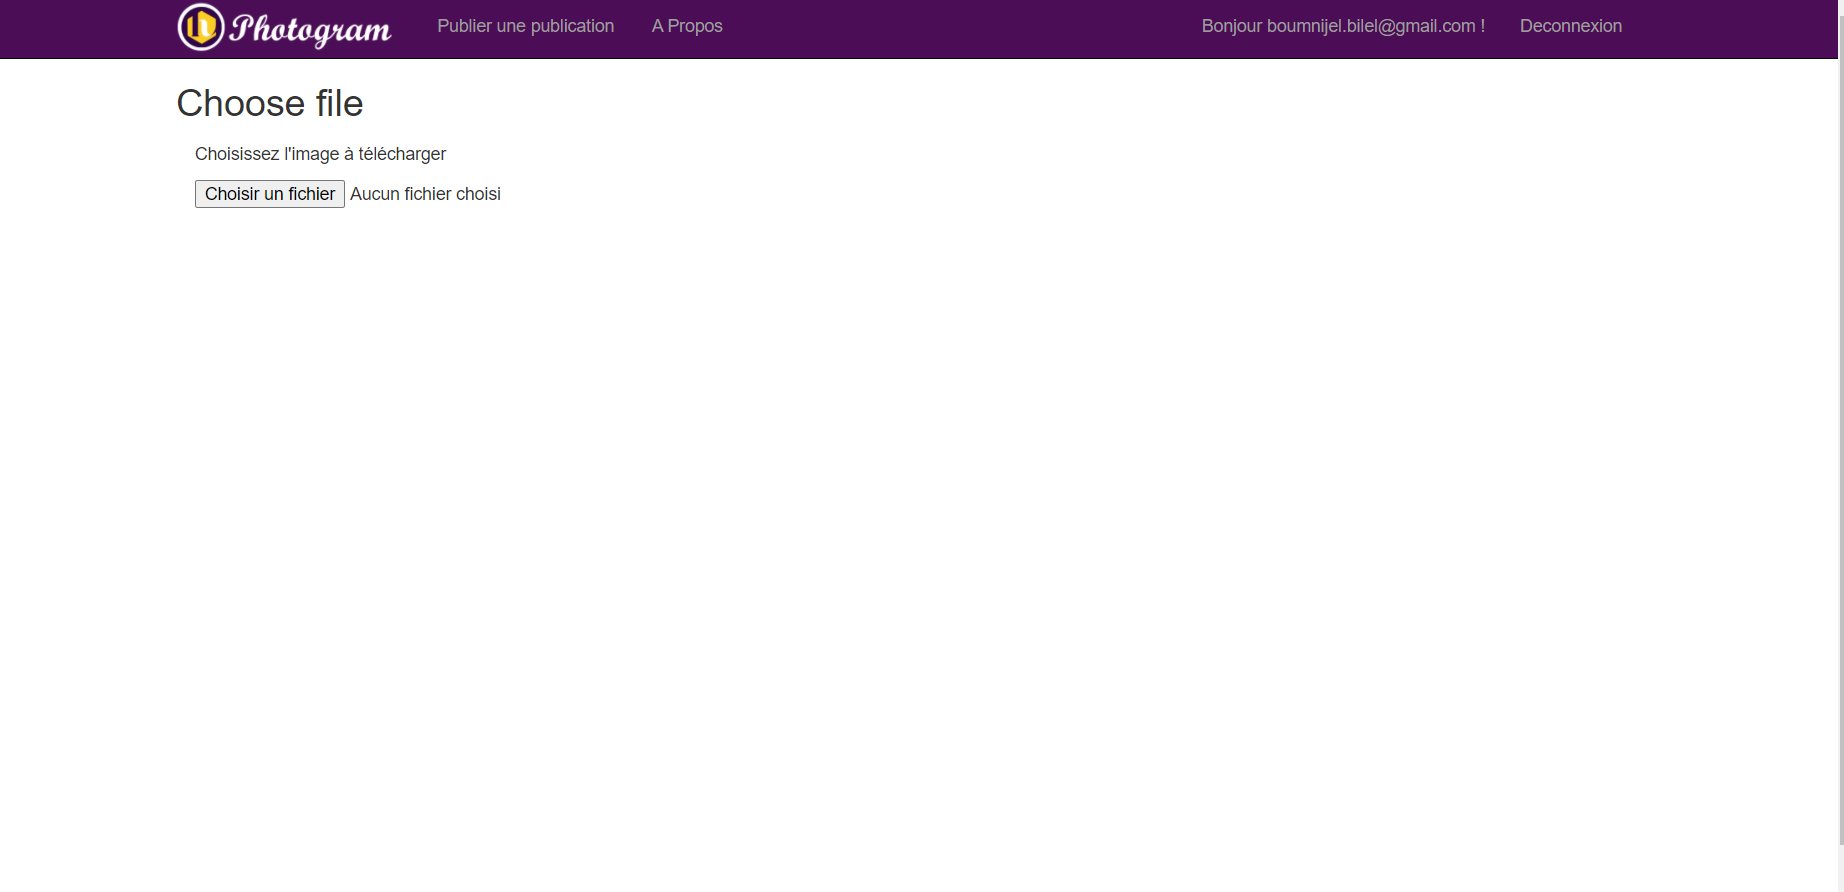 Photogram Publier une publication A Propos Bonjour boumnijel.bilel@gmail.com ! Deconnexion
Choose file
Choisissez l'image à télécharger
Choisir un fichier Aucun fichier choisi